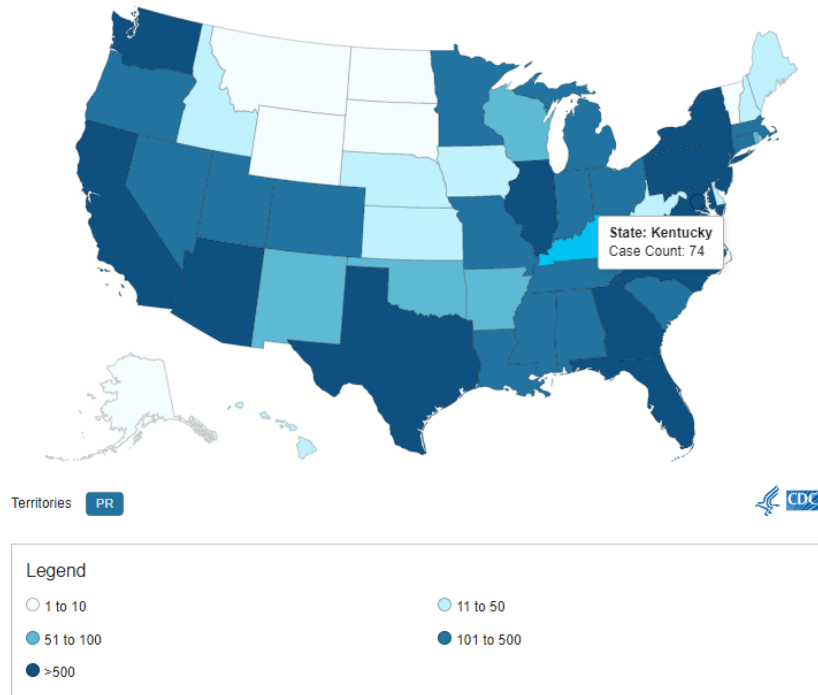 State: Kentucky
Case Count: 74
Territories PR
CDC
Legend
1 to 10
11 to 50
51 to 100
101 to 500
>500